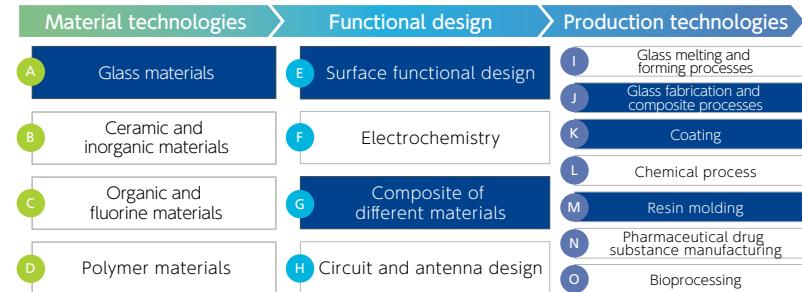 Material technologies
Functional design
Production technologies
A
Glass materials
B
Ceramic and
inorganic materials
C
Organic and
fluorine materials
D
Polymer materials
E
Surface functional design
F
Electrochemistry
G
Composite of
different materials
H
Circuit and antenna design
I
Glass melting and
forming processes
J
Glass fabrication and
composite processes
K
Coating
L
Chemical process
M
Resin molding
N
Pharmaceutical drug
substance manufacturing
O
Bioprocessing